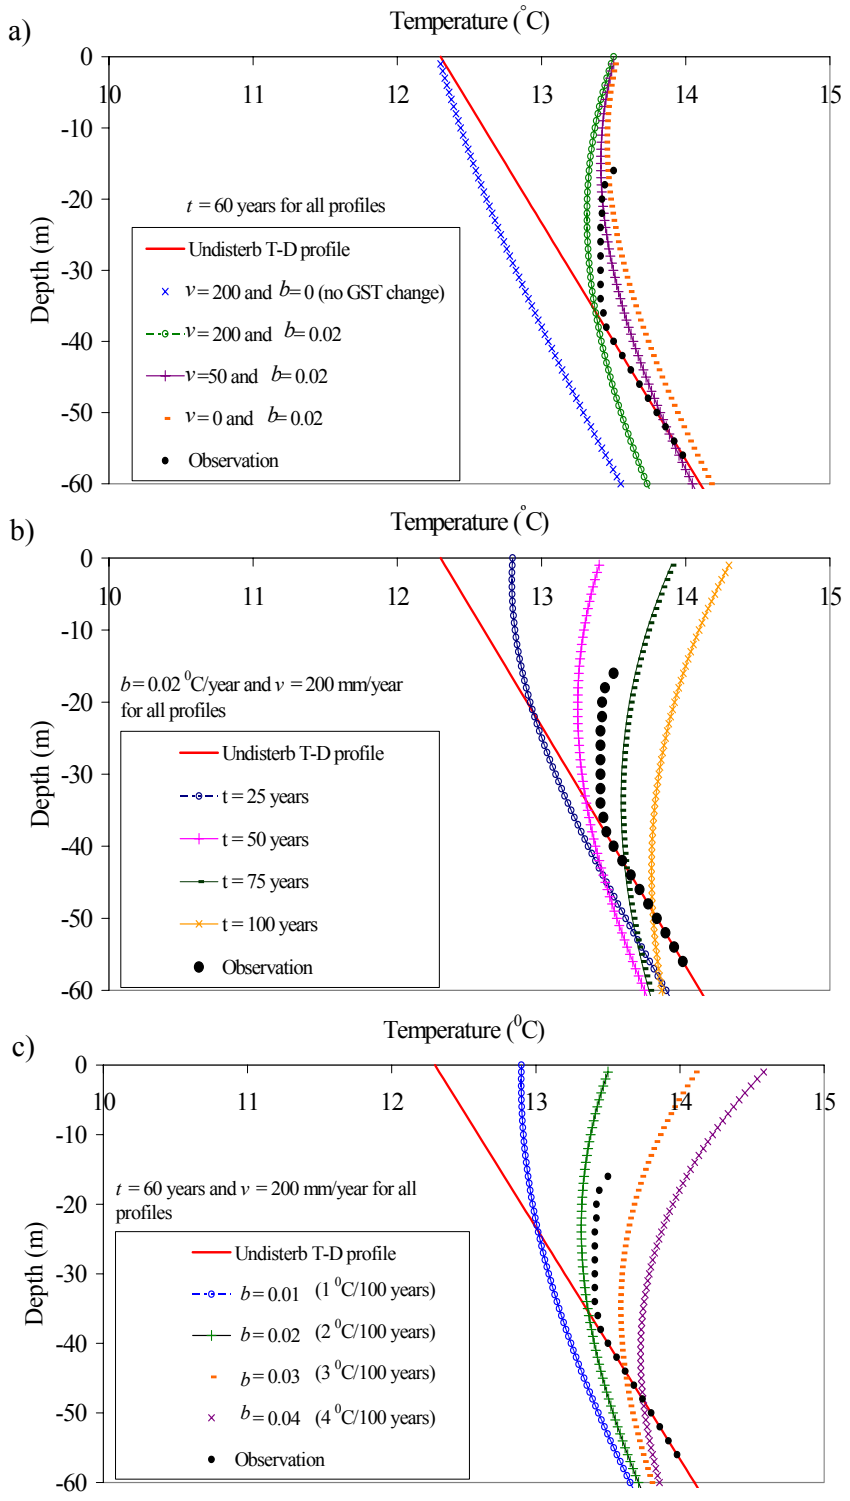 Temperature (°C)
a)
0
10 11 12 13 14 15
-10
-20
-30
-40
-50
-60
Depth (m)
t = 60 years for all profiles
Undisterb T-D profile
v = 200 and b = 0 (no GST change)
v = 200 and b = 0.02
v = 50 and b = 0.02
v = 0 and b = 0.02
Observation
Temperature (°C)
b)
0
10 11 12 13 14 15
-10
-20
-30
-40
-50
-60
Depth (m)
b = 0.02 ⁰C/year and v = 200 mm/year
for all profiles
Undisterb T-D profile
t = 25 years
t = 50 years
t = 75 years
t = 100 years
Observation
Temperature (⁰C)
c)
0
10 11 12 13 14 15
-10
-20
-30
-40
-50
-60
Depth (m)
t = 60 years and v = 200 mm/year for all
profiles
Undisterb T-D profile
b = 0.01 (1 ⁰C/100 years)
b = 0.02 (2 ⁰C/100 years)
b = 0.03 (3 ⁰C/100 years)
b = 0.04 (4 ⁰C/100 years)
Observation